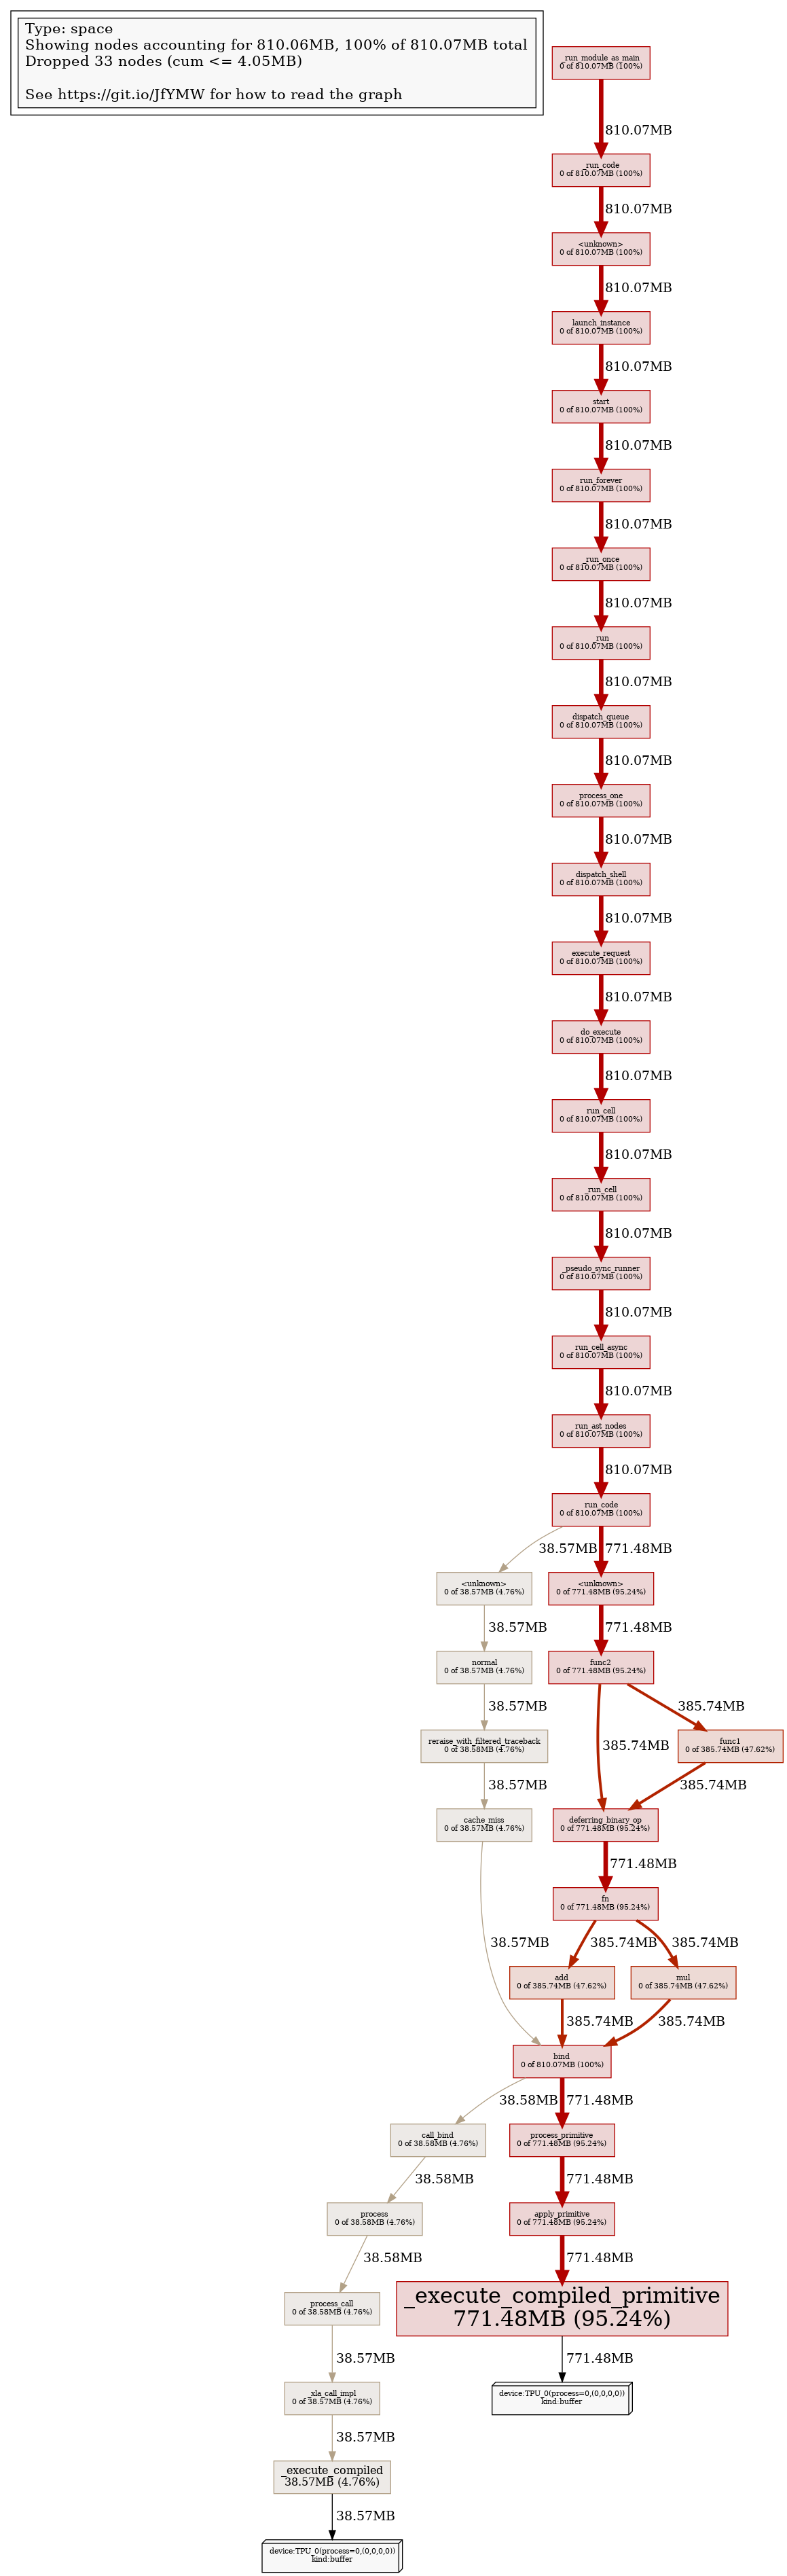 Type: space
Showing nodes accounting for 810.06MB, 100% of 810.07MB total
Dropped 33 nodes (cum <= 4.05MB)
See https://git.io/JfYMW for how to read the graph
_run_module_as_main
0 of 810.07MB (100%)
810.07MB
_run_code
0 of 810.07MB (100%)
810.07MB
<unknown>
0 of 810.07MB (100%)
810.07MB
launch_instance
0 of 810.07MB (100%)
810.07MB
start
0 of 810.07MB (100%)
810.07MB
run_forever
0 of 810.07MB (100%)
810.07MB
_run_once
0 of 810.07MB (100%)
810.07MB
_run
0 of 810.07MB (100%)
810.07MB
dispatch_queue
0 of 810.07MB (100%)
810.07MB
process_one
0 of 810.07MB (100%)
810.07MB
dispatch_shell
0 of 810.07MB (100%)
810.07MB
execute_request
0 of 810.07MB (100%)
810.07MB
do_execute
0 of 810.07MB (100%)
810.07MB
run_cell
0 of 810.07MB (100%)
810.07MB
_run_cell
0 of 810.07MB (100%)
810.07MB
_pseudo_sync_runner
0 of 810.07MB (100%)
810.07MB
run_cell_async
0 of 810.07MB (100%)
810.07MB
run_ast_nodes
0 of 810.07MB (100%)
810.07MB
run_code
0 of 810.07MB (100%)
38.57MB
771.48MB
<unknown>
0 of 38.57MB (4.76%)
<unknown>
0 of 771.48MB (95.24%)
38.57MB
771.48MB
normal
0 of 38.57MB (4.76%)
func2
0 of 771.48MB (95.24%)
38.57MB
385.74MB
385.74MB
reraise_with_filtered_traceback
0 of 38.58MB (4.76%)
func1
0 of 385.74MB (47.62%)
38.57MB
385.74MB
cache_miss
0 of 38.57MB (4.76%)
deferring_binary_op
0 of 771.48MB (95.24%)
771.48MB
fn
0 of 771.48MB (95.24%)
38.57MB
385.74MB
385.74MB
add
0 of 385.74MB (47.62%)
mul
0 of 385.74MB (47.62%)
385.74MB
385.74MB
bind
0 of 810.07MB (100%)
38.58MB
771.48MB
call_bind
0 of 38.58MB (4.76%)
process_primitive
0 of 771.48MB (95.24%)
38.58MB
771.48MB
process
0 of 38.58MB (4.76%)
apply_primitive
0 of 771.48MB (95.24%)
38.58MB
771.48MB
process_call
0 of 38.58MB (4.76%)
_execute_compiled_primitive
771.48MB (95.24%)
38.57MB
771.48MB
_xla_call_impl
0 of 38.57MB (4.76%)
device:TPU_0(process=0,(0,0,0,0))
kind:buffer
38.57MB
_execute_compiled
38.57MB (4.76%)
38.57MB
device:TPU_0(process=0,(0,0,0,0))
kind:buffer